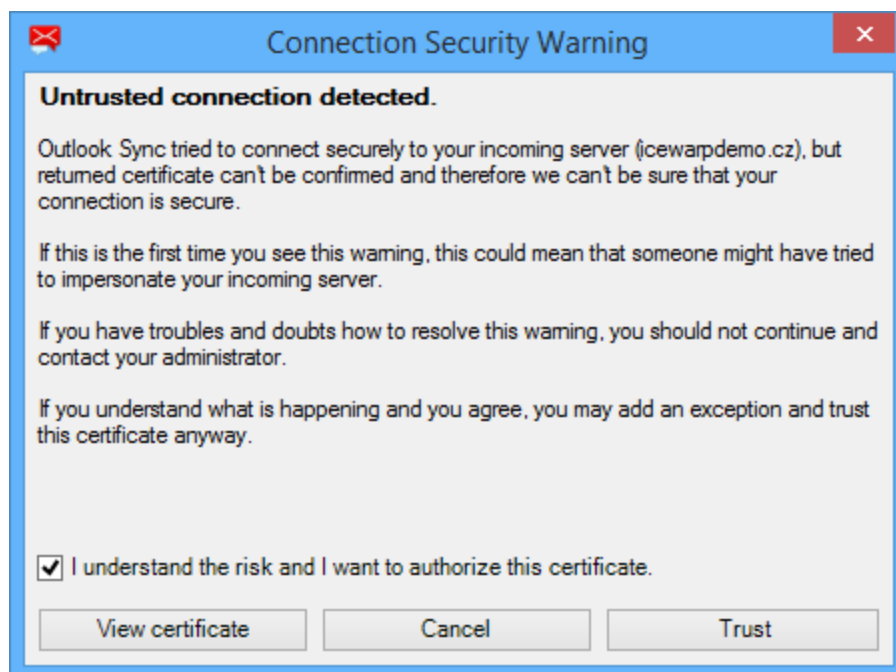 Connection Security Warning
Untrusted connection detected.
Outlook Sync tried to connect securely to your incoming server (icewarpdemo.cz), but
returned certificate can't be confirmed and therefore we can't be sure that your
connection is secure.
If this is the first time you see this warning, this could mean that someone might have tried
to impersonate your incoming server.
If you have troubles and doubts how to resolve this warning, you should not continue and
contact your administrator.
If you understand what is happening and you agree, you may add an exception and trust
this certificate anyway.
I understand the risk and I want to authorize this certificate.
View certificate Cancel Trust